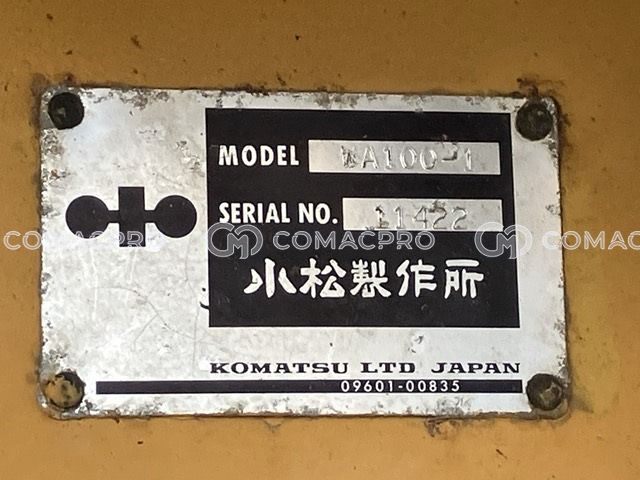 MODEL WA100-1
SERIAL NO. 11422
COMACPRO COMACPRO COMAC
小松製作所
KOMATSU LTD JAPAN
09601-00835